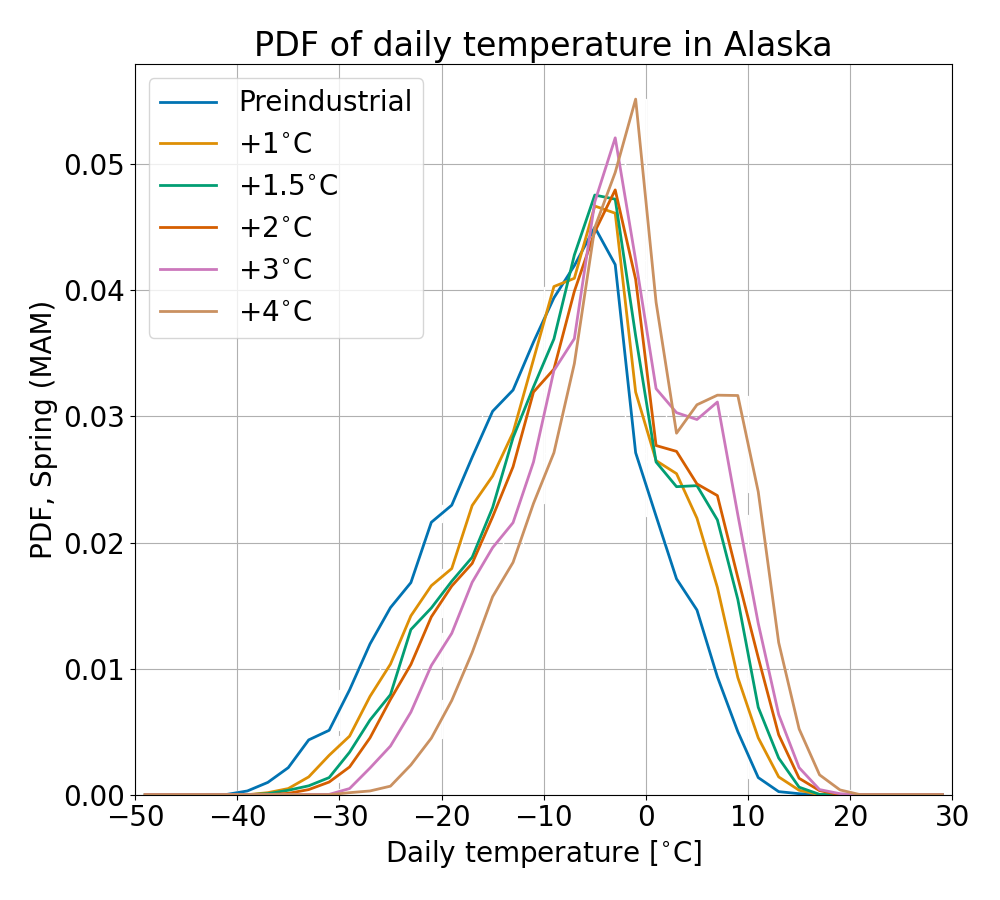 PDF of daily temperature in Alaska
Preindustrial
+1°C
+1.5°C
+2°C
+3°C
+4°C
PDF, Spring (MAM)
0.05
0.04
0.03
0.02
0.01
0.00
−50 −40 −30 −20 −10 0 10 20 30
Daily temperature [°C]